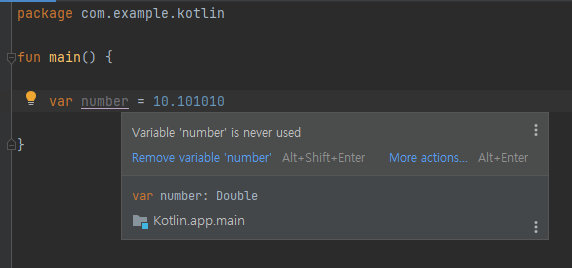 package com.example.kotlin
fun main() {
var number = 10.101010
Variable 'number' is never used
Remove variable 'number' Alt+Shift+Enter More actions... Alt+Enter
}
var number: Double
Kotlin.app.main